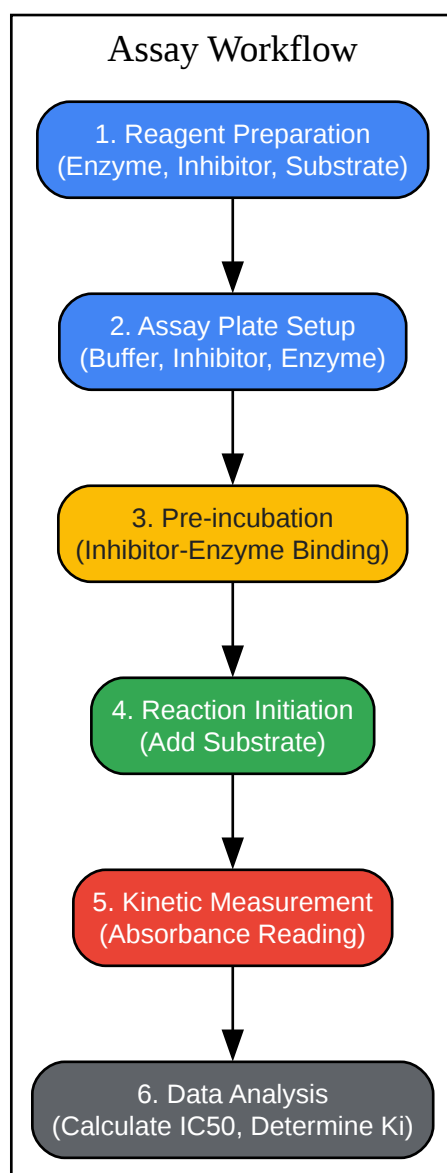 Assay Workflow
1. Reagent Preparation
(Enzyme, Inhibitor, Substrate)
2. Assay Plate Setup
(Buffer, Inhibitor, Enzyme)
3. Pre-incubation
(Inhibitor-Enzyme Binding)
4. Reaction Initiation
(Add Substrate)
5. Kinetic Measurement
(Absorbance Reading)
6. Data Analysis
(Calculate IC50, Determine Ki)